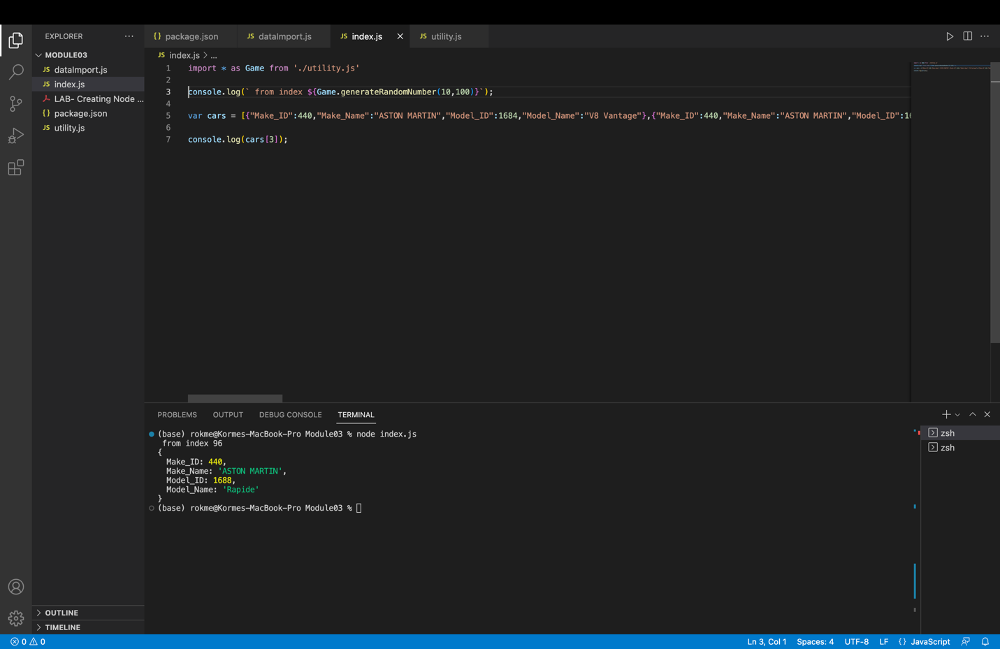 EXPLORER
MODULE03
JS dataImport.js
JS index.js
LAB- Creating Node ...
{} package.json
JS utility.js
OUTLINE
TIMELINE
{} package.json JS dataImport.js JS index.js JS utility.js
JS index.js > ...
1 import * as Game from './utility.js'
2
3 console.log(` from index ${Game.generateRandomNumber(10,100)}`);
4
5 var cars = [{"Make_ID":440,"Make_Name":"ASTON MARTIN","Model_ID":1684,"Model_Name":"V8 Vantage"},{"Make_ID":440,"Make_Name":"ASTON MARTIN","Model_ID":16
6
7 console.log(cars[3]);
PROBLEMS OUTPUT DEBUG CONSOLE TERMINAL
(base) rokme@Kormes-MacBook-Pro Module03 % node index.js
from index 96
{
Make_ID: 440,
Make_Name: 'ASTON MARTIN',
Model_ID: 1688,
Model_Name: 'Rapide'
}
(base) rokme@Kormes-MacBook-Pro Module03 %
zsh
zsh
0 0 Ln 3, Col 1 Spaces: 4 UTF-8 LF {} JavaScript